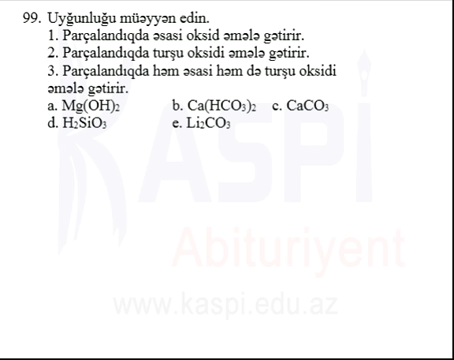 99. Uyğunluğu müəyyən edin.
1. Parçalandıqda əsasi oksid əmələ gətirir.
2. Parçalandıqda turşu oksidi əmələ gətirir.
3. Parçalandıqda həm əsasi həm də turşu oksidi
əmələ gətirir.
a. Mg(OH)₂ b. Ca(HCO₃)₂ c. CaCO₃
d. H₂SiO₃ e. Li₂CO₃
KASPİ
Abituriyent
www.kaspi.edu.az